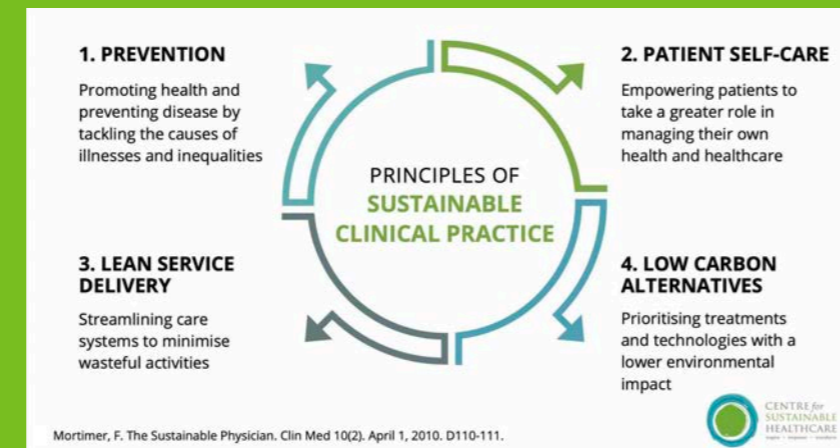 1. PREVENTION
Promoting health and
preventing disease by
tackling the causes of
illnesses and inequalities
2. PATIENT SELF-CARE
Empowering patients to
take a greater role in
managing their own
health and healthcare
PRINCIPLES OF
SUSTAINABLE
CLINICAL PRACTICE
3. LEAN SERVICE
DELIVERY
Streamlining care
systems to minimise
wasteful activities
4. LOW CARBON
ALTERNATIVES
Prioritising treatments
and technologies with a
lower environmental
impact
CENTRE for
SUSTAINABLE
HEALTHCARE
Mortimer, F. The Sustainable Physician. Clin Med 10(2). April 1, 2010. D110-111.